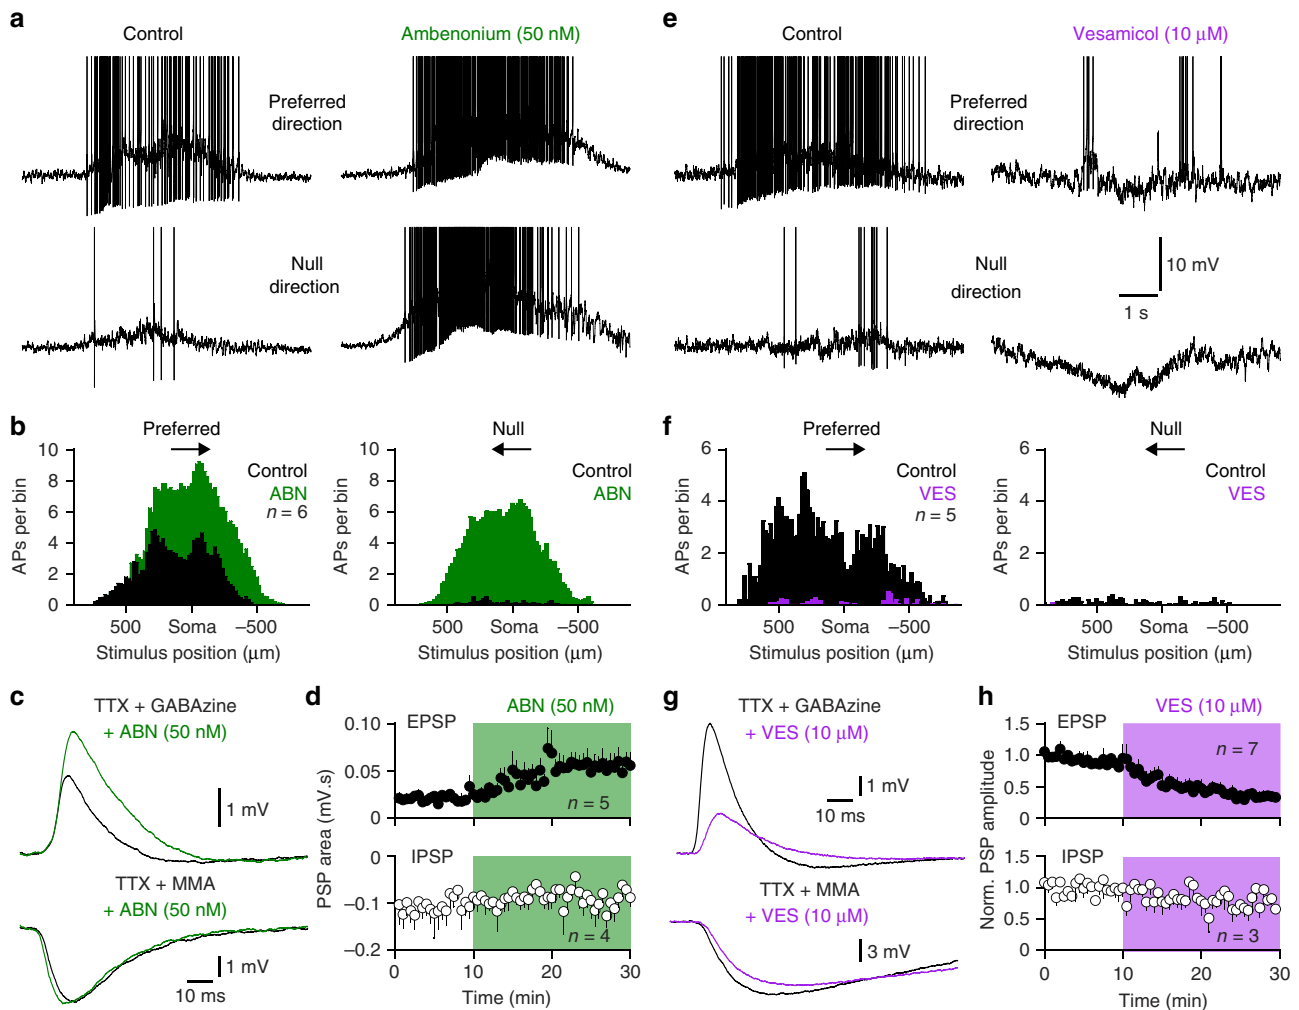 a
Control
Ambenonium (50 nM)
Preferred
direction
Null
direction
e
Control
Vesamicol (10 μM)
Preferred
direction
Null
direction
10 mV
1 s
b
Preferred
Null
10
8
6
4
2
0
APs per bin
Control
ABN
n = 6
500 Soma –500
Stimulus position (μm)
10
8
6
4
2
0
APs per bin
Control
ABN
500 Soma –500
Stimulus position (μm)
f
Preferred
Null
6
4
2
0
APs per bin
Control
VES
n = 5
500 Soma –500
Stimulus position (μm)
6
4
2
0
APs per bin
Control
VES
500 Soma –500
Stimulus position (μm)
c
TTX + GABAzine
+ ABN (50 nM)
1 mV
TTX + MMA
+ ABN (50 nM)
1 mV
10 ms
d
ABN (50 nM)
0.10
0.05
0
EPSP
n = 5
PSP area (mV.s)
0
–0.1
–0.2
IPSP
n = 4
0 10 20 30
Time (min)
g
TTX + GABAzine
+ VES (10 μM)
1 mV
10 ms
TTX + MMA
+ VES (10 μM)
3 mV
h
VES (10 μM)
1.5
1.0
0.5
0
EPSP
n = 7
Norm. PSP amplitude
1.5
1.0
0.5
0
IPSP
n = 3
0 10 20 30
Time (min)